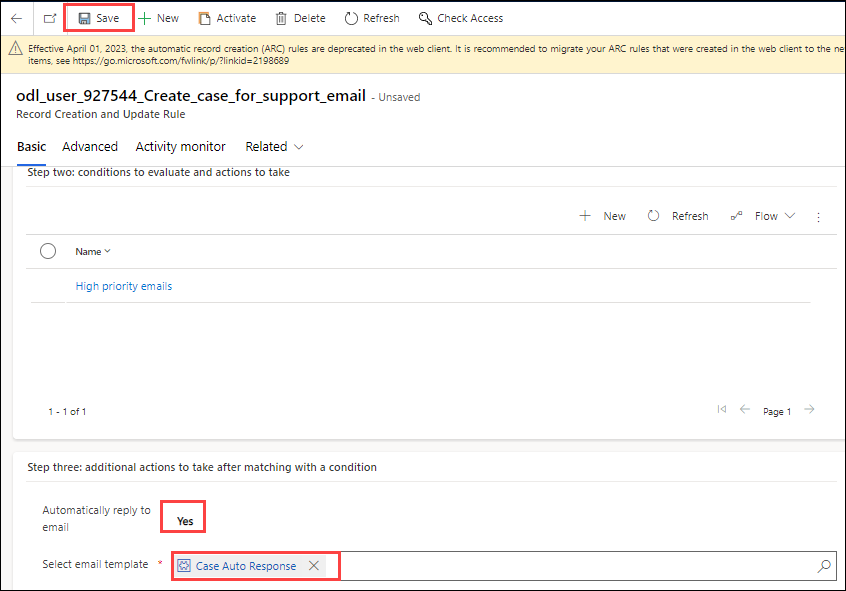 Save New Activate Delete Refresh Check Access
Effective April 01, 2023, the automatic record creation (ARC) rules are deprecated in the web client. It is recommended to migrate your ARC rules that were created in the web client to the ne
items, see https://go.microsoft.com/fwlink/p/?linkid=2198689
odl_user_927544_Create_case_for_support_email - Unsaved
Record Creation and Update Rule
Basic Advanced Activity monitor Related
Step two: conditions to evaluate and actions to take
New Refresh Flow
Name
High priority emails
1 - 1 of 1 Page 1
Step three: additional actions to take after matching with a condition
Automatically reply to
email
Yes
Select email template * Case Auto Response